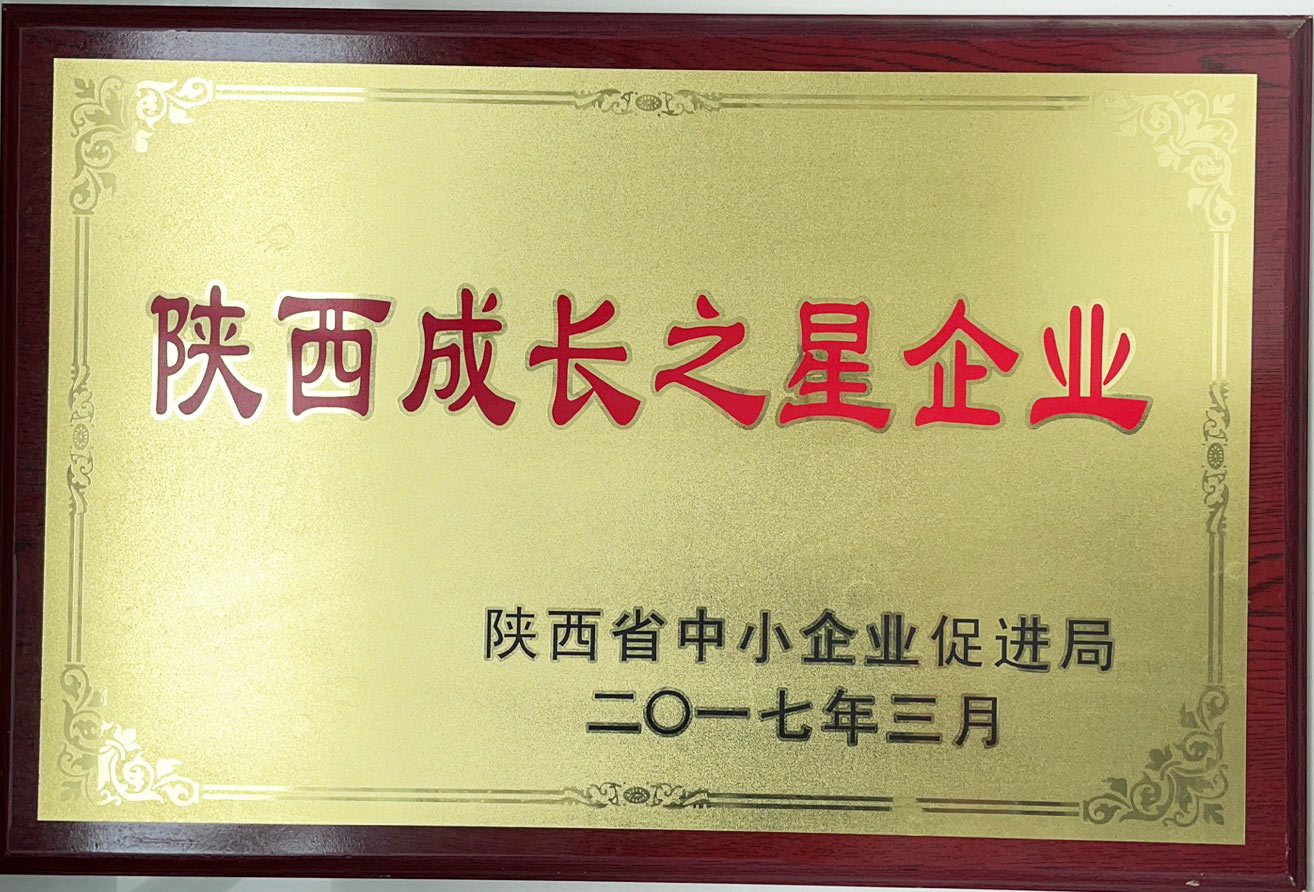 陕西成长之星企业
陕西省中小企业促进局
二〇一七年三月